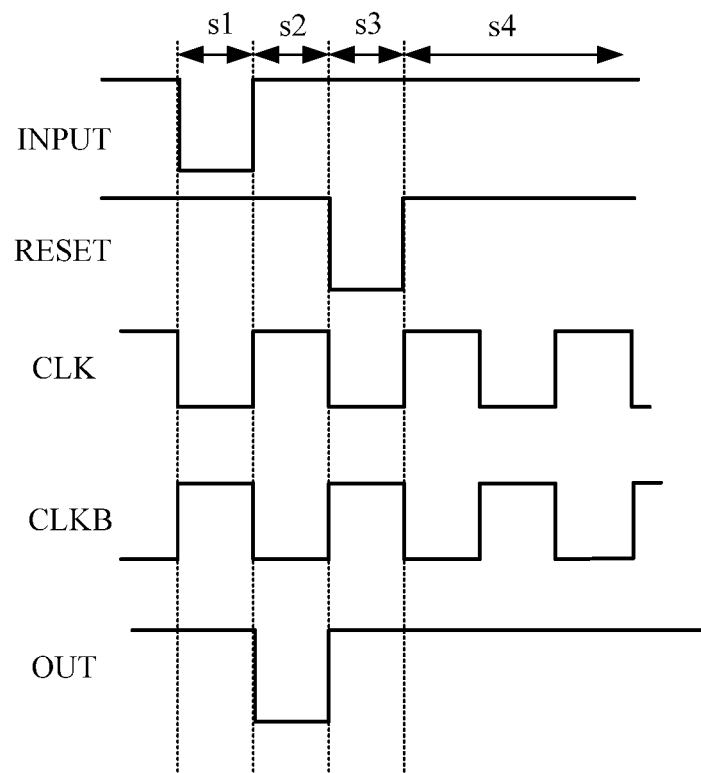 s1 s2 s3 s4
INPUT
RESET
CLK
CLKB
OUT